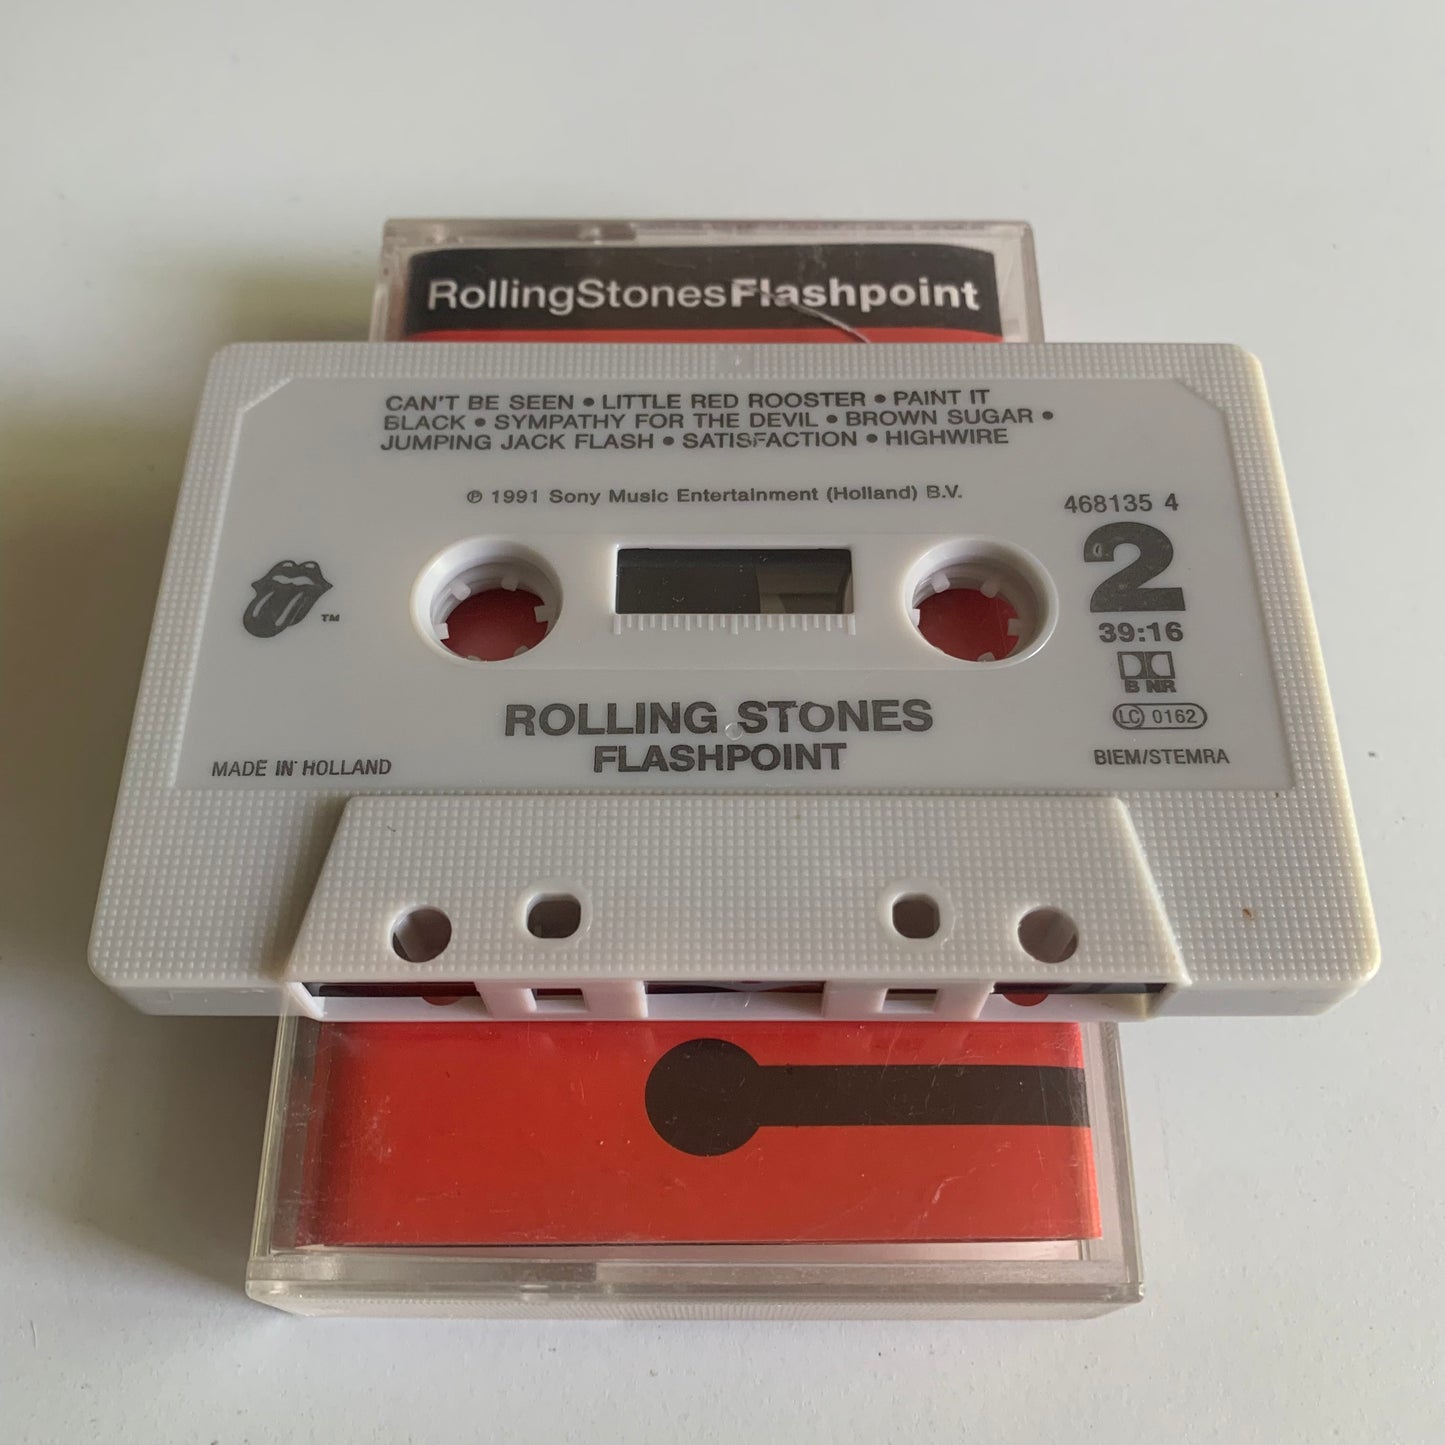 RollingStonesFlashpoint
CAN'T BE SEEN • LITTLE RED ROOSTER • PAINT IT
BLACK • SYMPATHY FOR THE DEVIL • BROWN SUGAR •
JUMPING JACK FLASH • SATISFACTION • HIGHWIRE
℗ 1991 Sony Music Entertainment (Holland) B.V.
468135 4
2
39:16
B NR
LC 0162
TM
ROLLING STONES
FLASHPOINT
MADE IN HOLLAND
BIEM/STEMRA